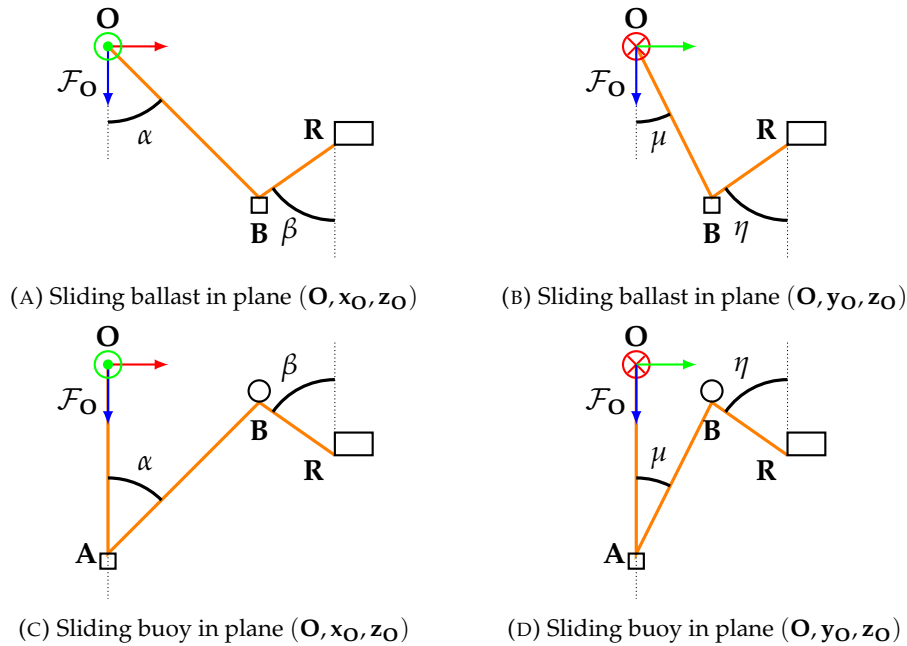 O
O
F_O
F_O
α
μ
R
R
B
β
B
η
(A) Sliding ballast in plane (O, x_O, z_O)
(B) Sliding ballast in plane (O, y_O, z_O)
O
O
β
η
F_O
F_O
B
B
α
μ
R
R
A
A
(C) Sliding buoy in plane (O, x_O, z_O)
(D) Sliding buoy in plane (O, y_O, z_O)